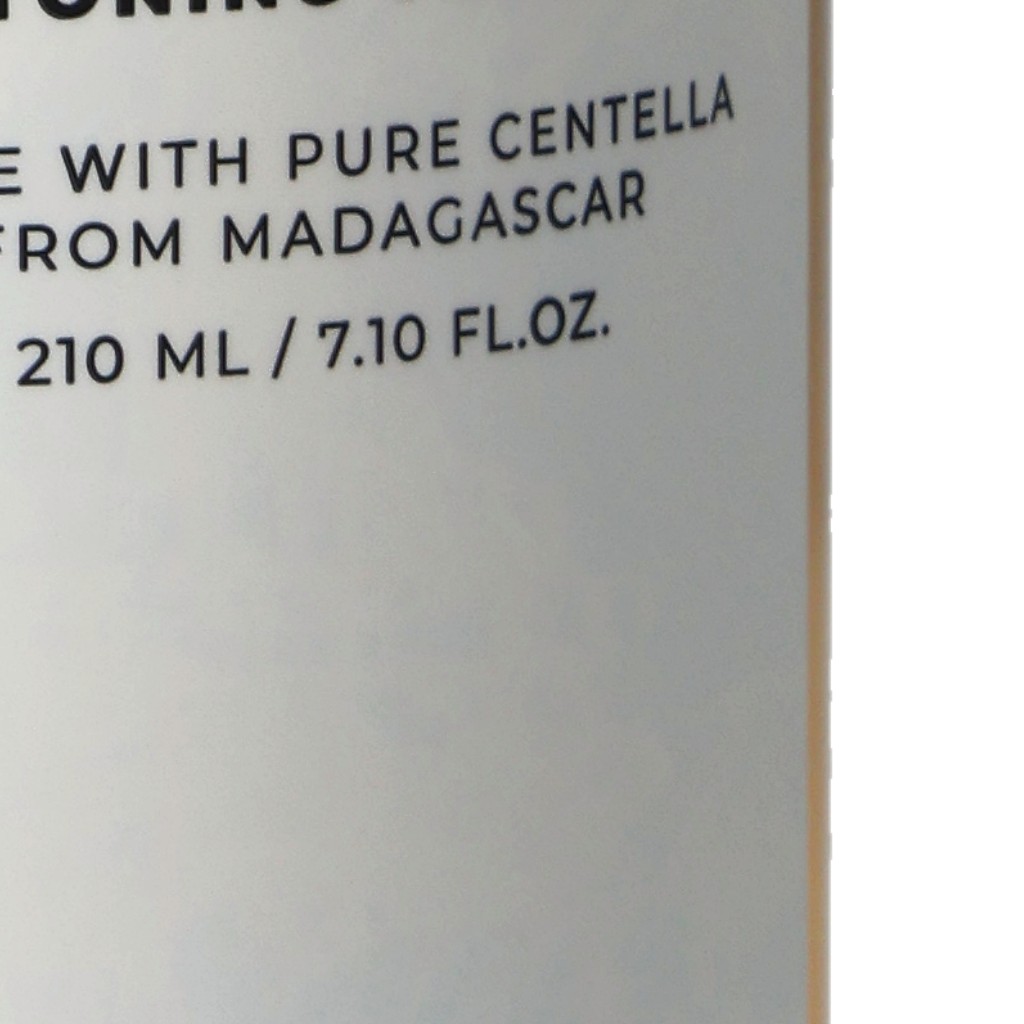 WITH PURE CENTELLA
FROM MADAGASCAR
210 ML / 7.10 FL.OZ.